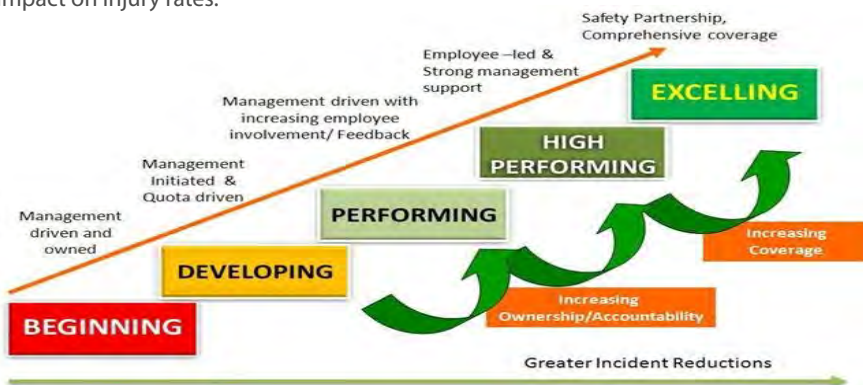 impact on injury rates.
Safety Partnership,
Comprehensive coverage
Employee –led &
Strong management
support
EXCELLING
Management driven with
increasing employee
involvement/ Feedback
HIGH
PERFORMING
Management
Initiated &
Quota driven
PERFORMING
Management
driven and
owned
Increasing
Coverage
DEVELOPING
Increasing
Ownership/Accountability
BEGINNING
Greater Incident Reductions